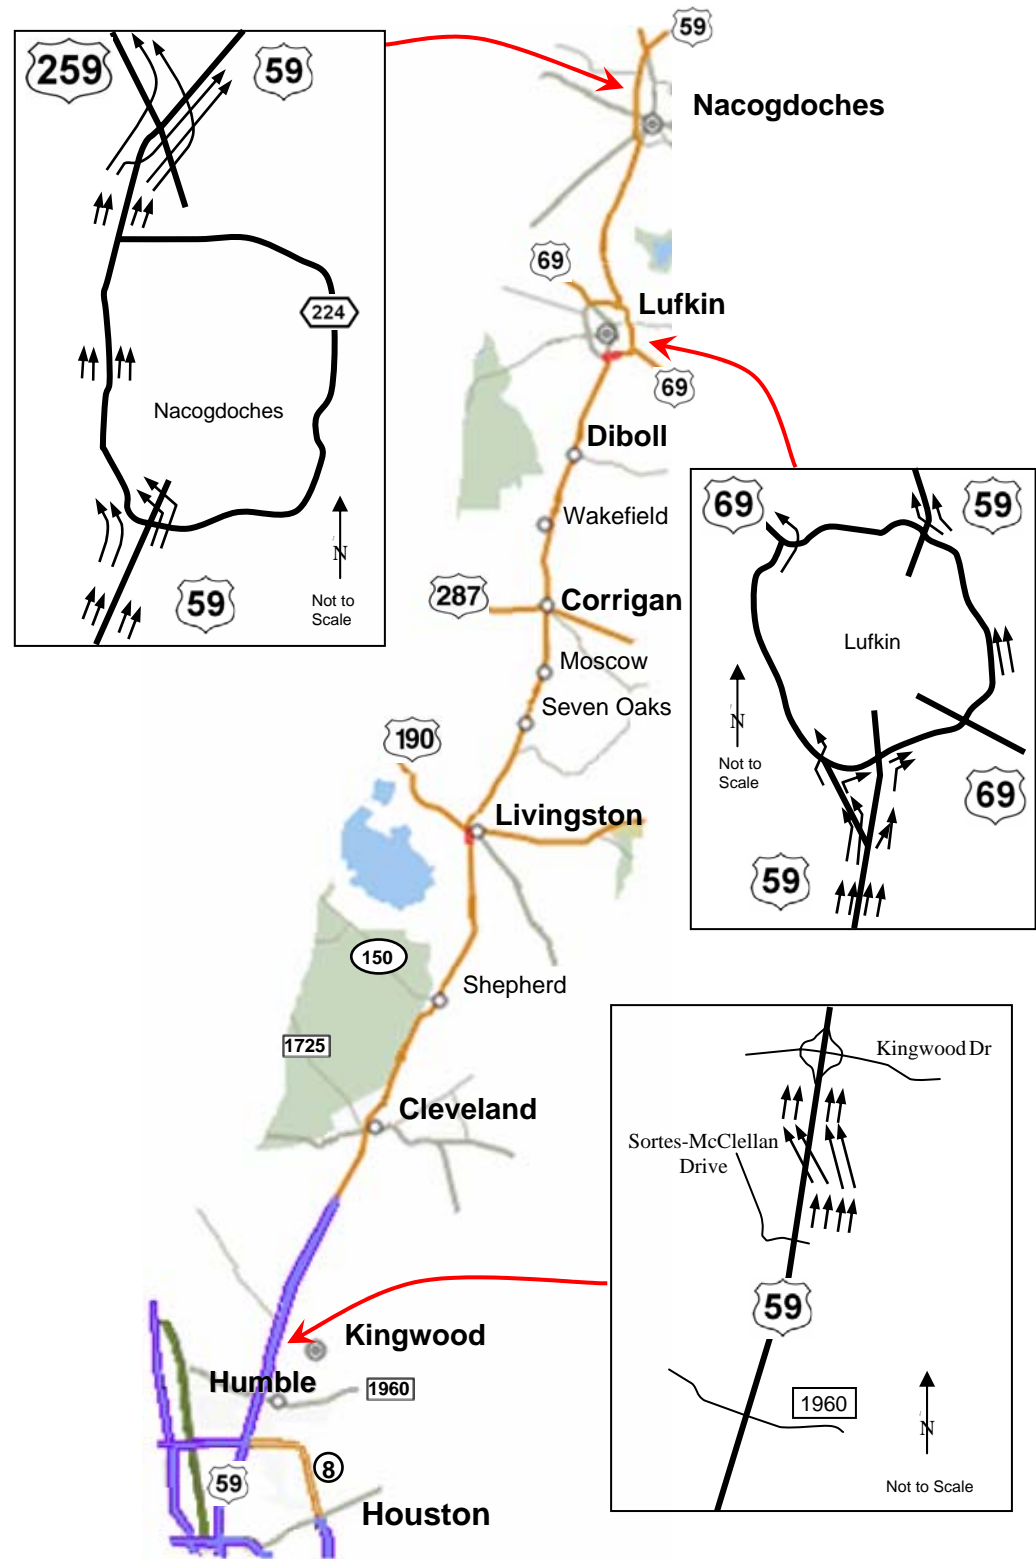 259
59
224
Nacogdoches
N
Not to
Scale
59
59
Nacogdoches
69
Lufkin
69
Diboll
Wakefield
287
Corrigan
Moscow
Seven Oaks
190
Livingston
150
Shepherd
1725
Cleveland
Kingwood
Humble
1960
8
59
Houston
69
59
Lufkin
N
Not to
Scale
69
59
Kingwood Dr
Sortes-McClellan
Drive
59
1960
N
Not to Scale